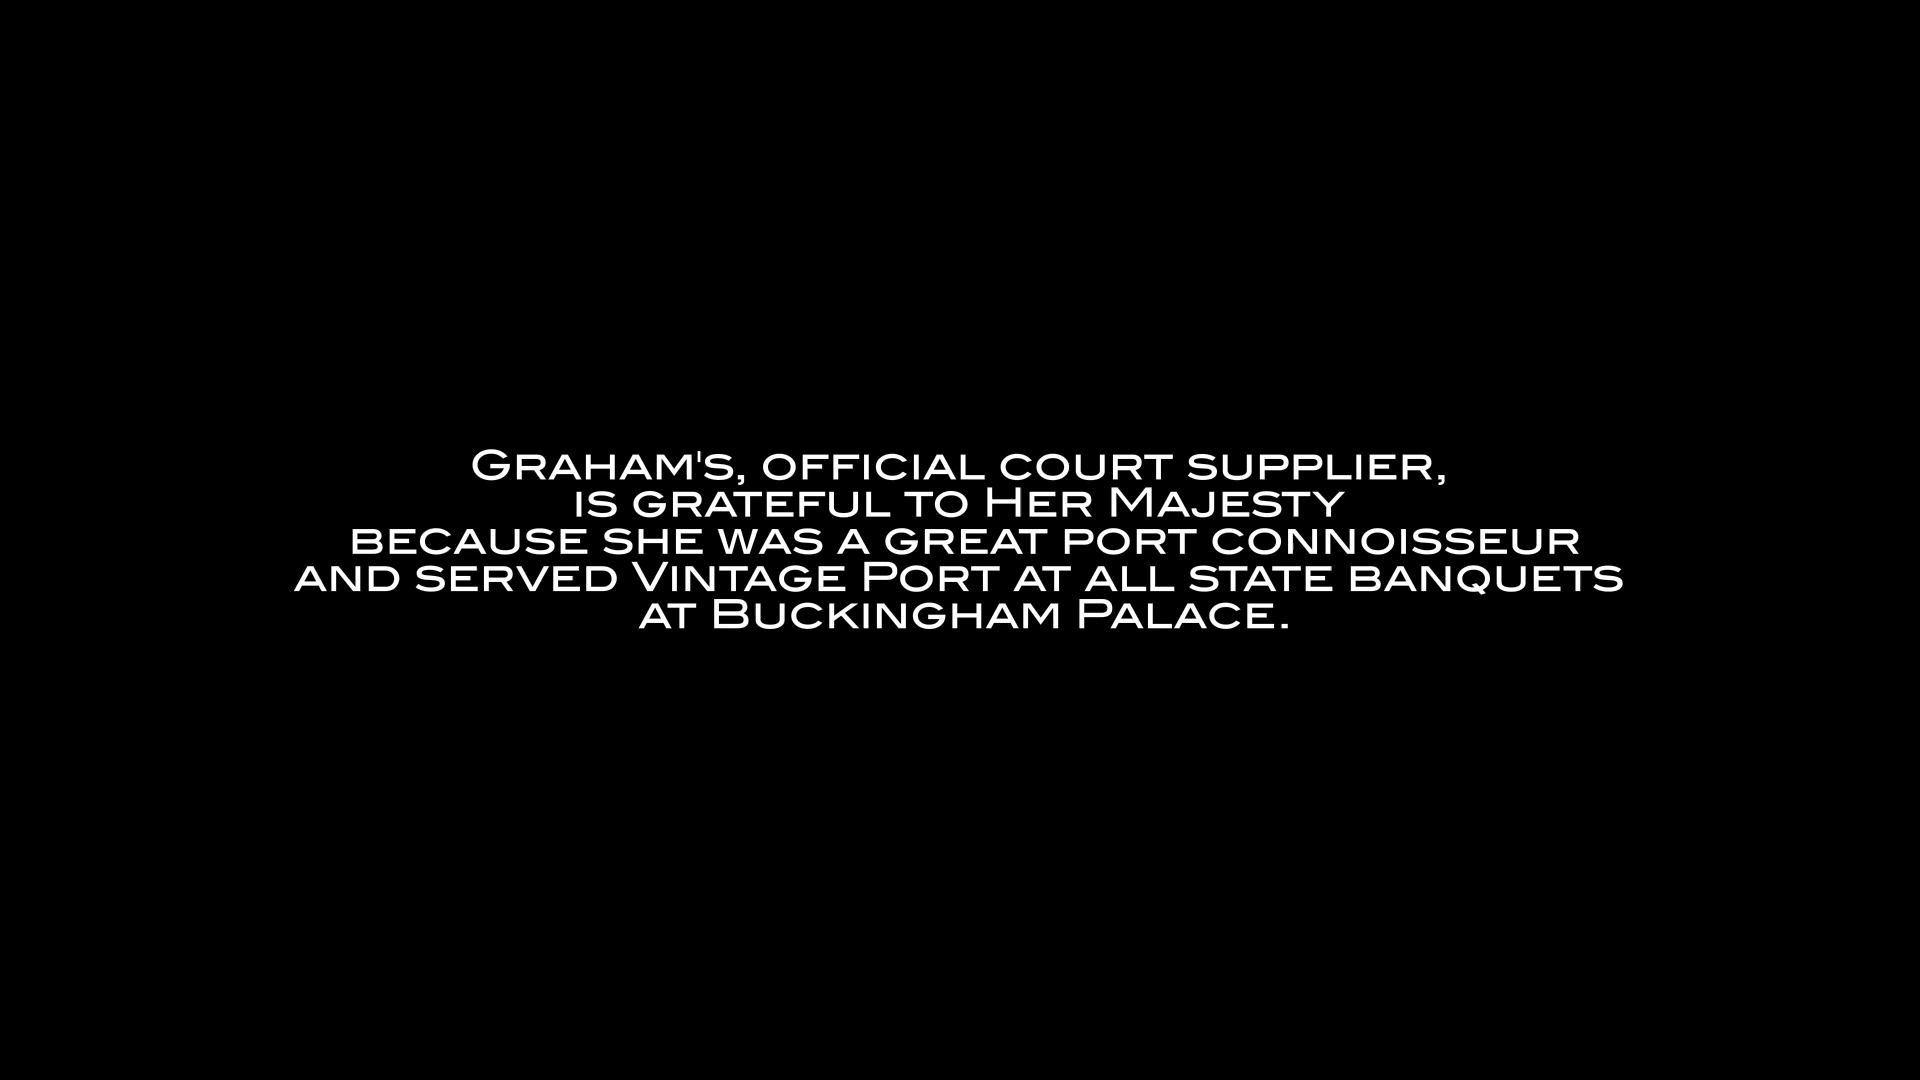 Graham's, official court supplier,
is grateful to Her Majesty
because she was a great port connoisseur
and served Vintage Port at all state banquets
at Buckingham Palace.